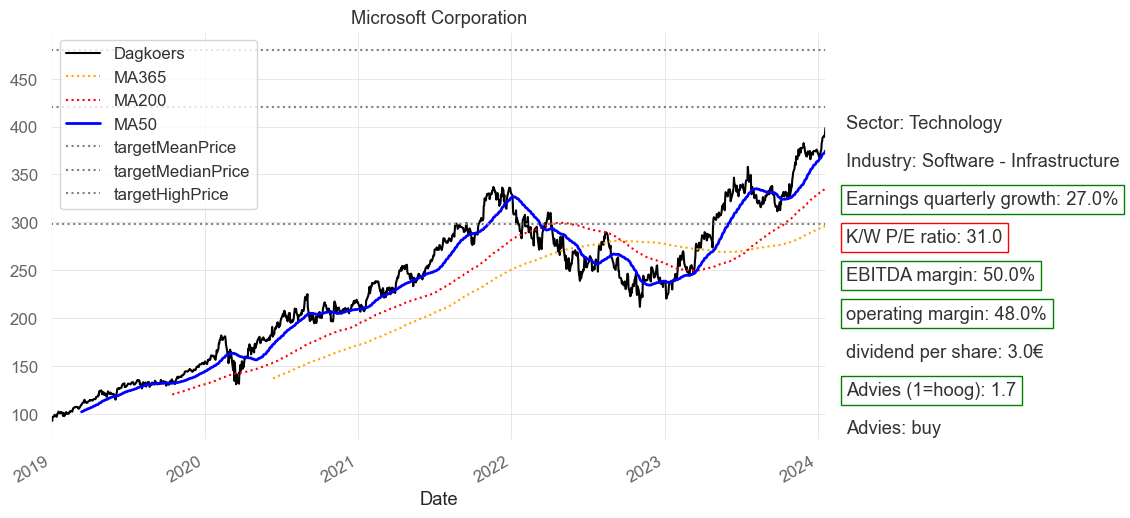 Microsoft Corporation
Dagkoers
MA365
MA200
MA50
targetMeanPrice
targetMedianPrice
targetHighPrice
450
400
350
300
250
200
150
100
2019
2020
2021
2022
2023
2024
Date
Sector: Technology
Industry: Software - Infrastructure
Earnings quarterly growth: 27.0%
K/W P/E ratio: 31.0
EBITDA margin: 50.0%
operating margin: 48.0%
dividend per share: 3.0€
Advies (1=hoog): 1.7
Advies: buy